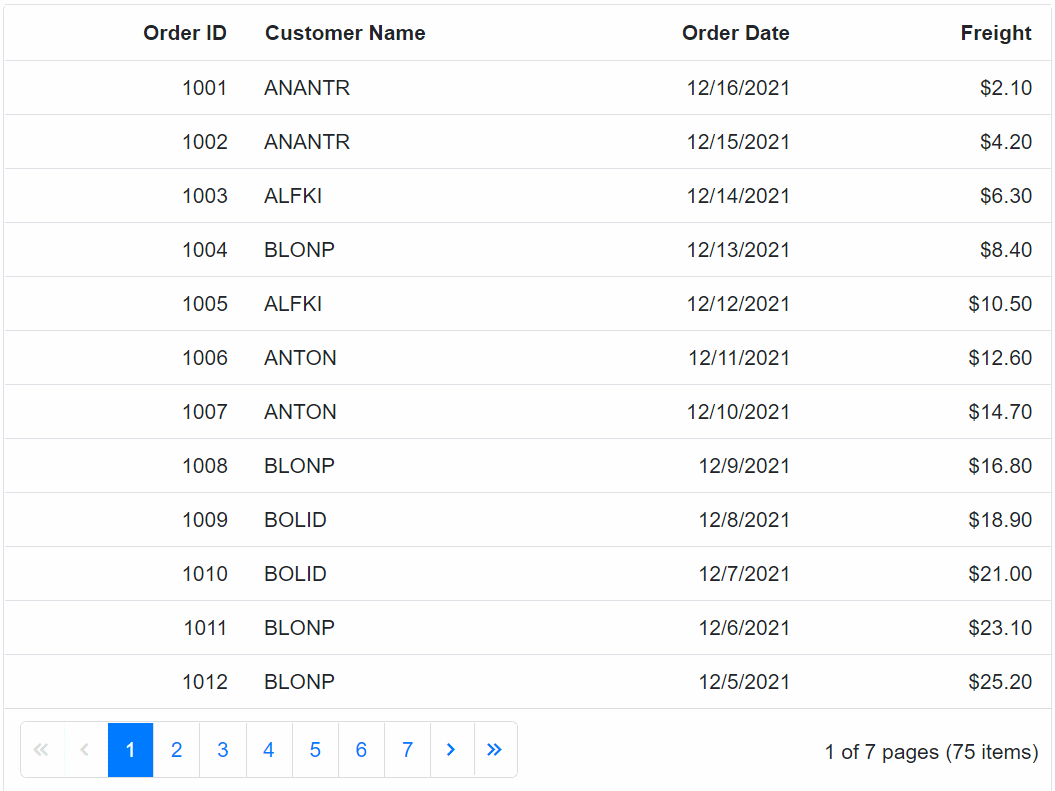 Order ID Customer Name Order Date Freight
1001 ANANTR 12/16/2021 $2.10
1002 ANANTR 12/15/2021 $4.20
1003 ALFKI 12/14/2021 $6.30
1004 BLONP 12/13/2021 $8.40
1005 ALFKI 12/12/2021 $10.50
1006 ANTON 12/11/2021 $12.60
1007 ANTON 12/10/2021 $14.70
1008 BLONP 12/9/2021 $16.80
1009 BOLID 12/8/2021 $18.90
1010 BOLID 12/7/2021 $21.00
1011 BLONP 12/6/2021 $23.10
1012 BLONP 12/5/2021 $25.20
« ‹ 1 2 3 4 5 6 7 › » 1 of 7 pages (75 items)